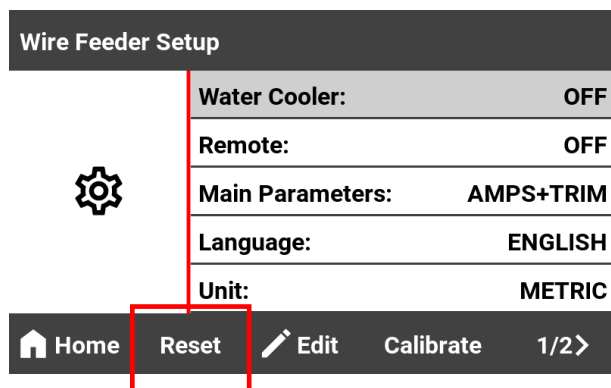 Wire Feeder Setup
Water Cooler: OFF
Remote: OFF
Main Parameters: AMPS+TRIM
Language: ENGLISH
Unit: METRIC
Home Reset Edit Calibrate 1/2>